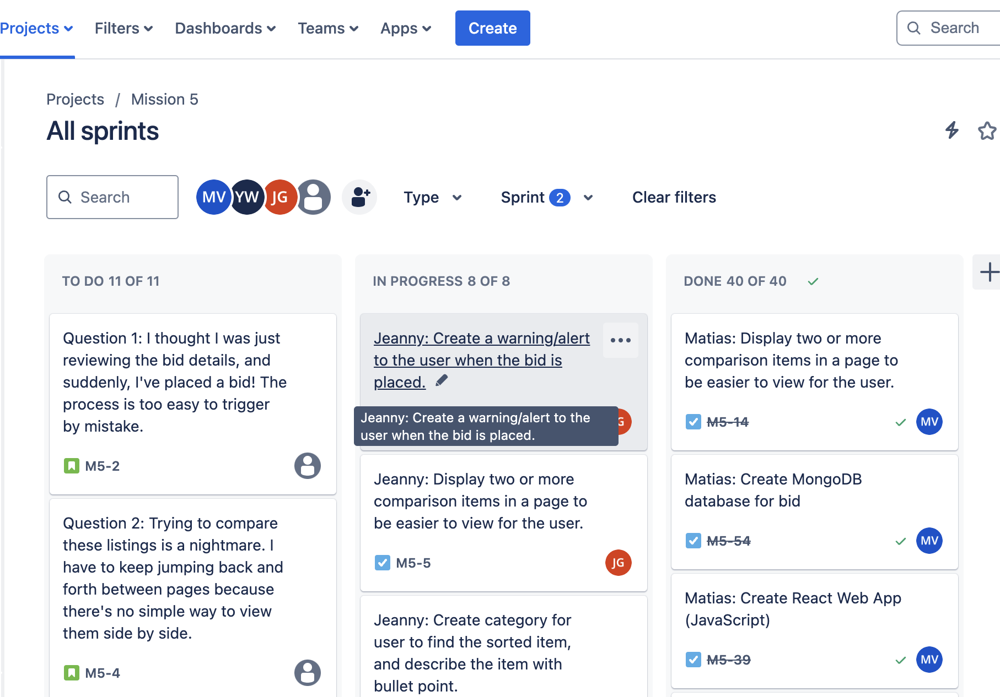 Projects Filters Dashboards Teams Apps Create Search
Projects / Mission 5
All sprints
Search MV YW JG Type Sprint 2 Clear filters
TO DO 11 OF 11
Question 1: I thought I was just
reviewing the bid details, and
suddenly, I've placed a bid! The
process is too easy to trigger
by mistake.
M5-2
Question 2: Trying to compare
these listings is a nightmare. I
have to keep jumping back and
forth between pages because
there's no simple way to view
them side by side.
M5-4
IN PROGRESS 8 OF 8
Jeanny: Create a warning/alert
to the user when the bid is
placed.
Jeanny: Create a warning/alert to the
user when the bid is placed.
G
Jeanny: Display two or more
comparison items in a page to
be easier to view for the user.
M5-5 JG
Jeanny: Create category for
user to find the sorted item,
and describe the item with
bullet point.
DONE 40 OF 40
Matias: Display two or more
comparison items in a page to
be easier to view for the user.
M5-14 MV
Matias: Create MongoDB
database for bid
M5-54 MV
Matias: Create React Web App
(JavaScript)
M5-39 MV